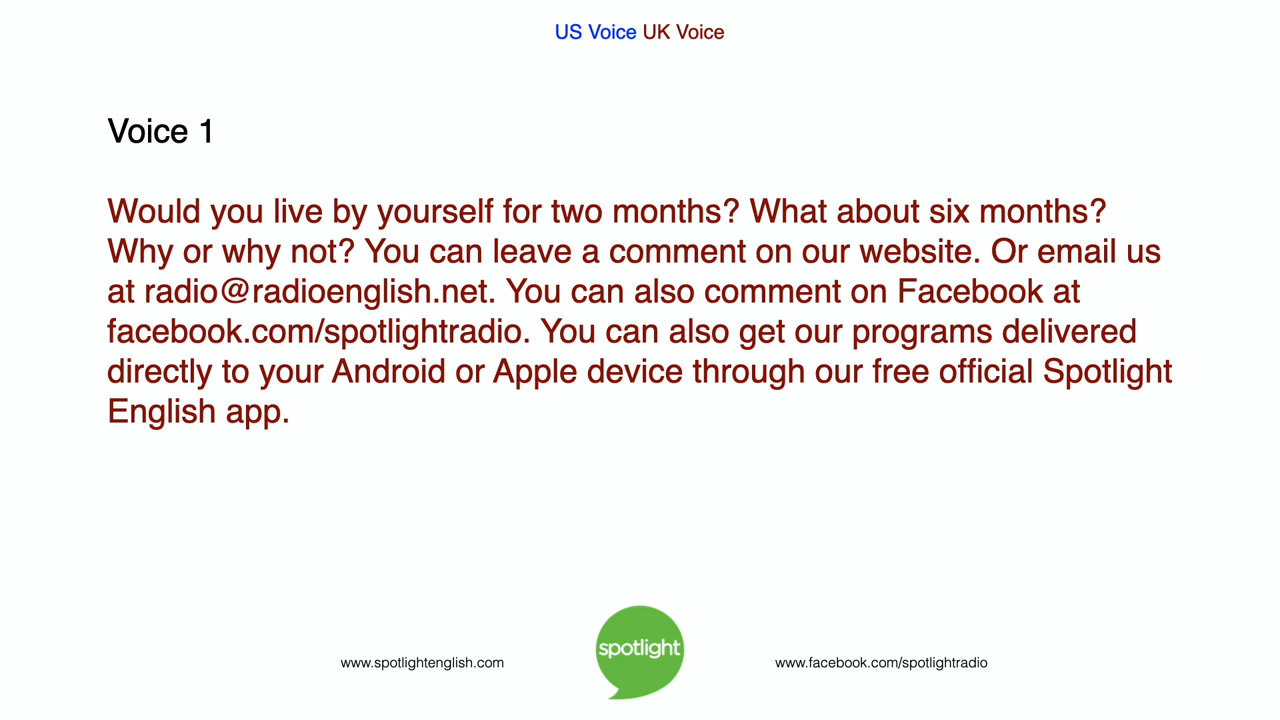 US Voice UK Voice
Voice 1
Would you live by yourself for two months? What about six months?
Why or why not? You can leave a comment on our website. Or email us
at radio@radioenglish.net. You can also comment on Facebook at
facebook.com/spotlightradio. You can also get our programs delivered
directly to your Android or Apple device through our free official Spotlight
English app.
www.spotlightenglish.com
spotlight
www.facebook.com/spotlightradio